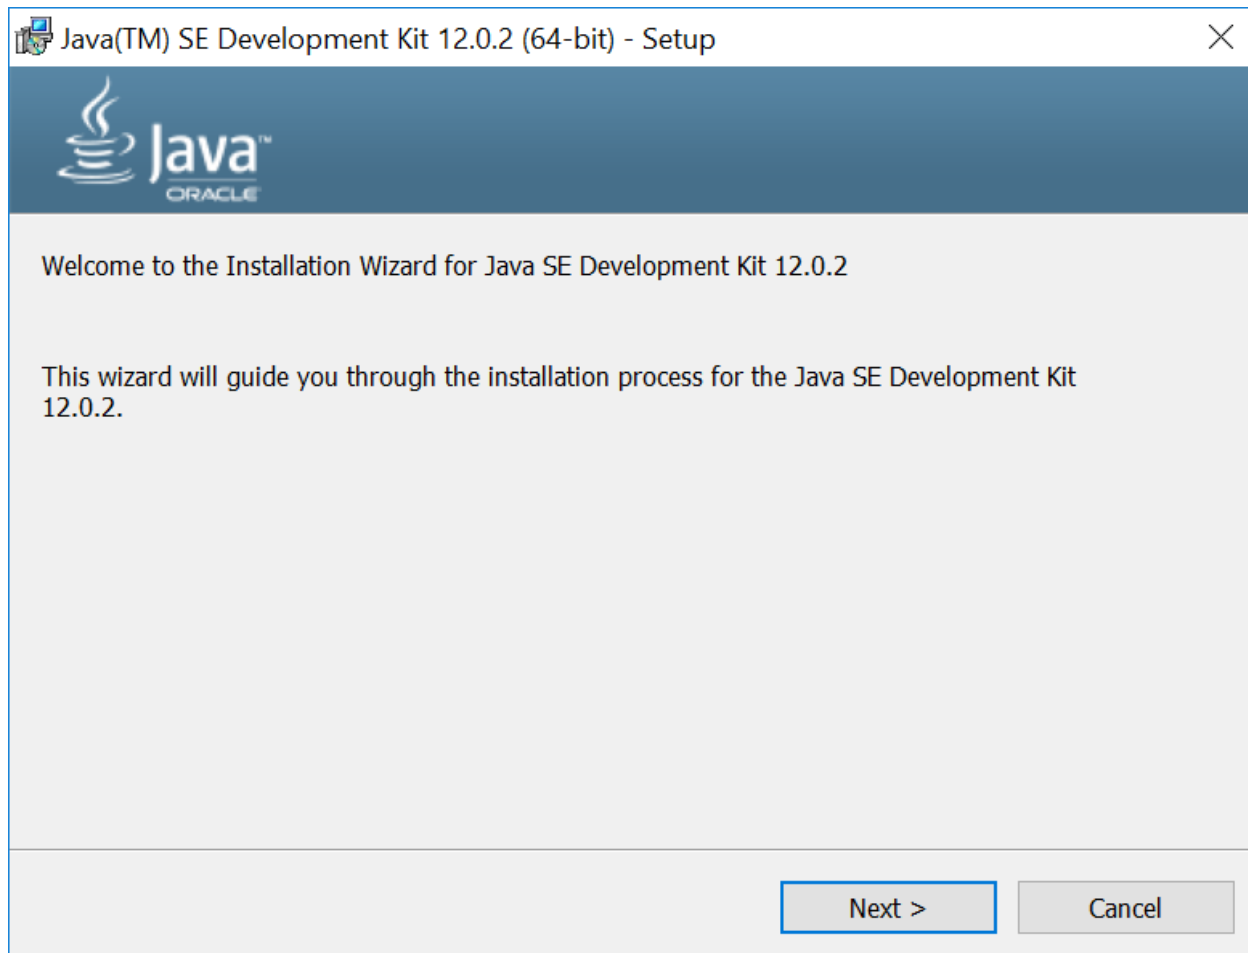 Java(TM) SE Development Kit 12.0.2 (64-bit) - Setup
Java™
ORACLE
Welcome to the Installation Wizard for Java SE Development Kit 12.0.2
This wizard will guide you through the installation process for the Java SE Development Kit
12.0.2.
Next > Cancel